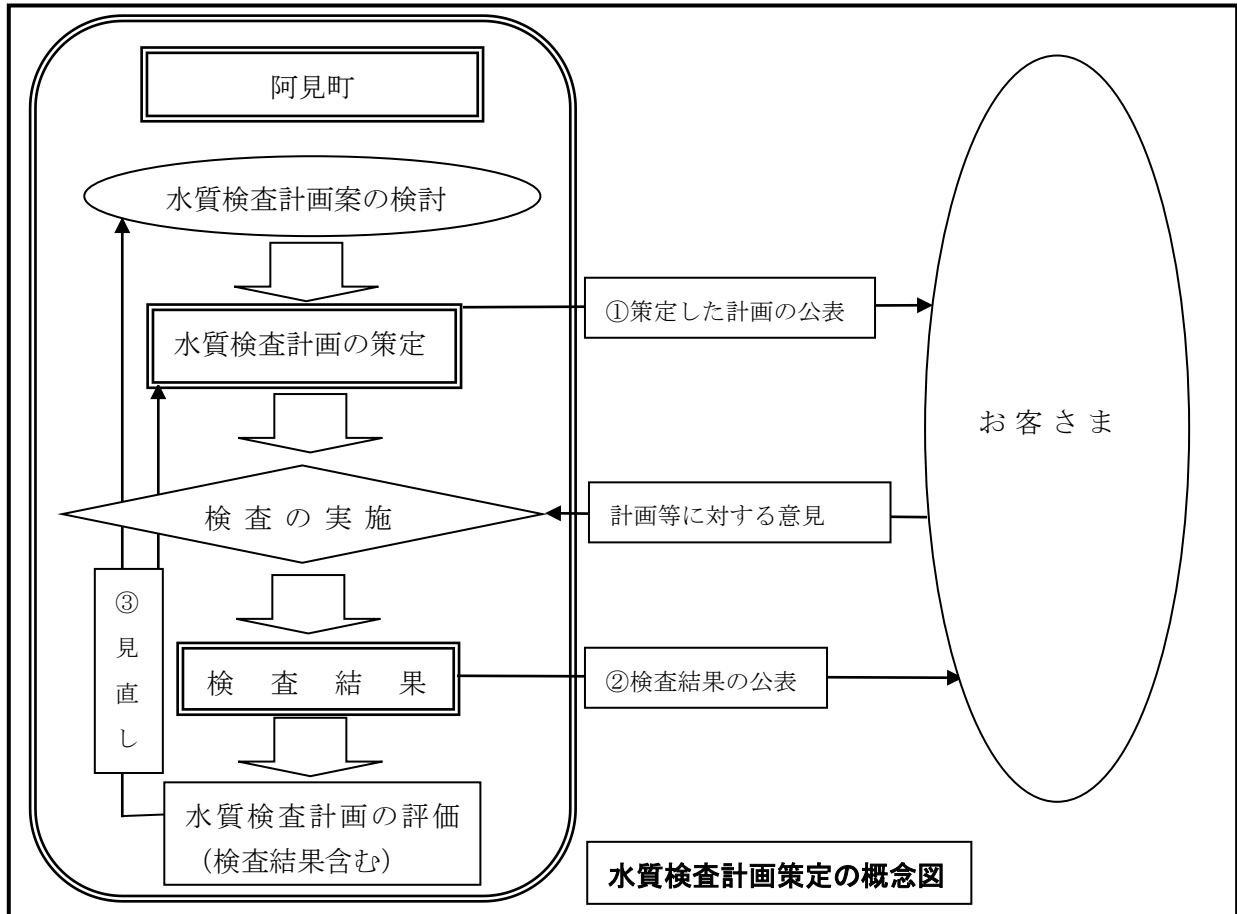 阿見町
水質検査計画案の検討
①策定した計画の公表
水質検査計画の策定
お客さま
計画等に対する意見
検査の実施
③見直し
検査結果
②検査結果の公表
水質検査計画の評価
（検査結果含む）
水質検査計画策定の概念図